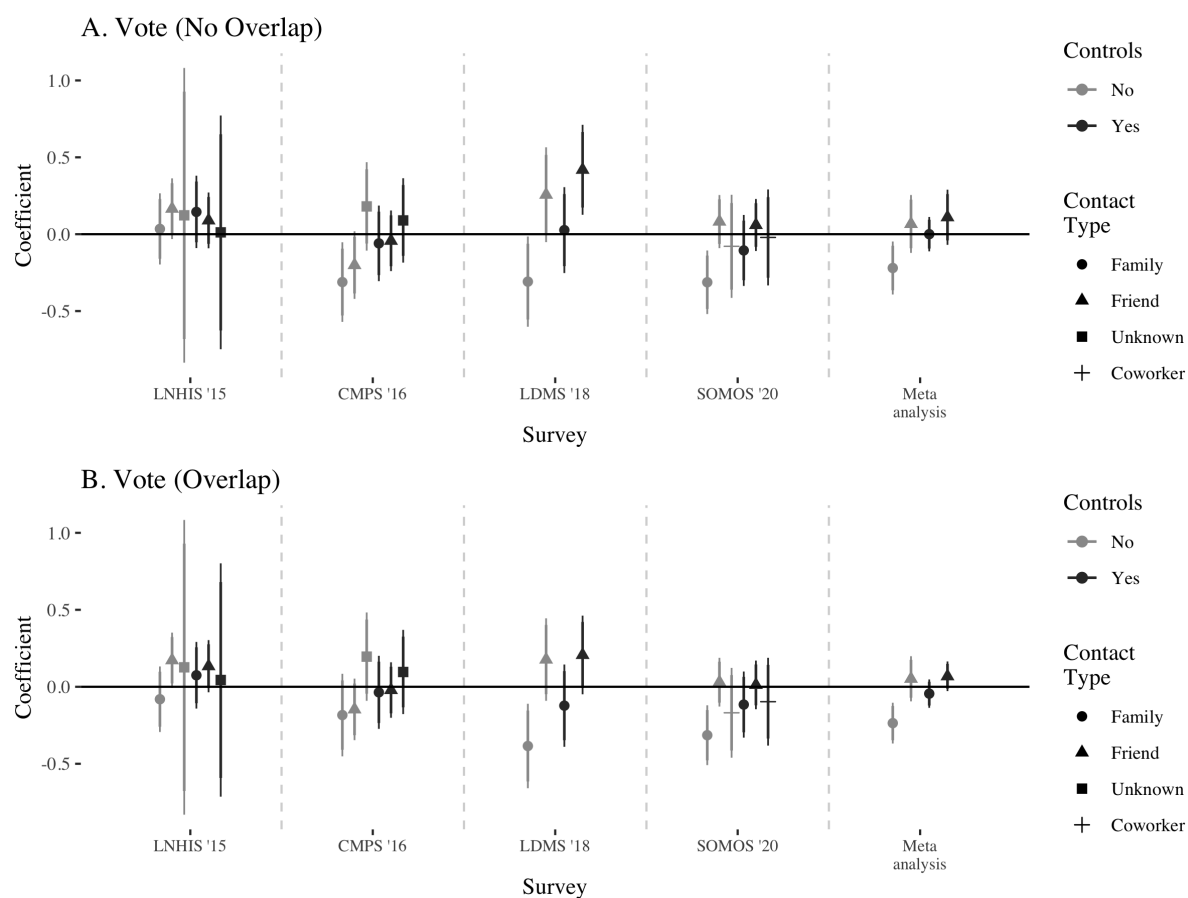 A. Vote (No Overlap)
Coefficient
1.0
0.5
0.0
-0.5
LNHIS '15
CMPS '16
LDMS '18
SOMOS '20
Meta
analysis
Survey
Controls
No
Yes
Contact
Type
Family
Friend
Unknown
Coworker
B. Vote (Overlap)
Coefficient
1.0
0.5
0.0
-0.5
LNHIS '15
CMPS '16
LDMS '18
SOMOS '20
Meta
analysis
Survey
Controls
No
Yes
Contact
Type
Family
Friend
Unknown
Coworker